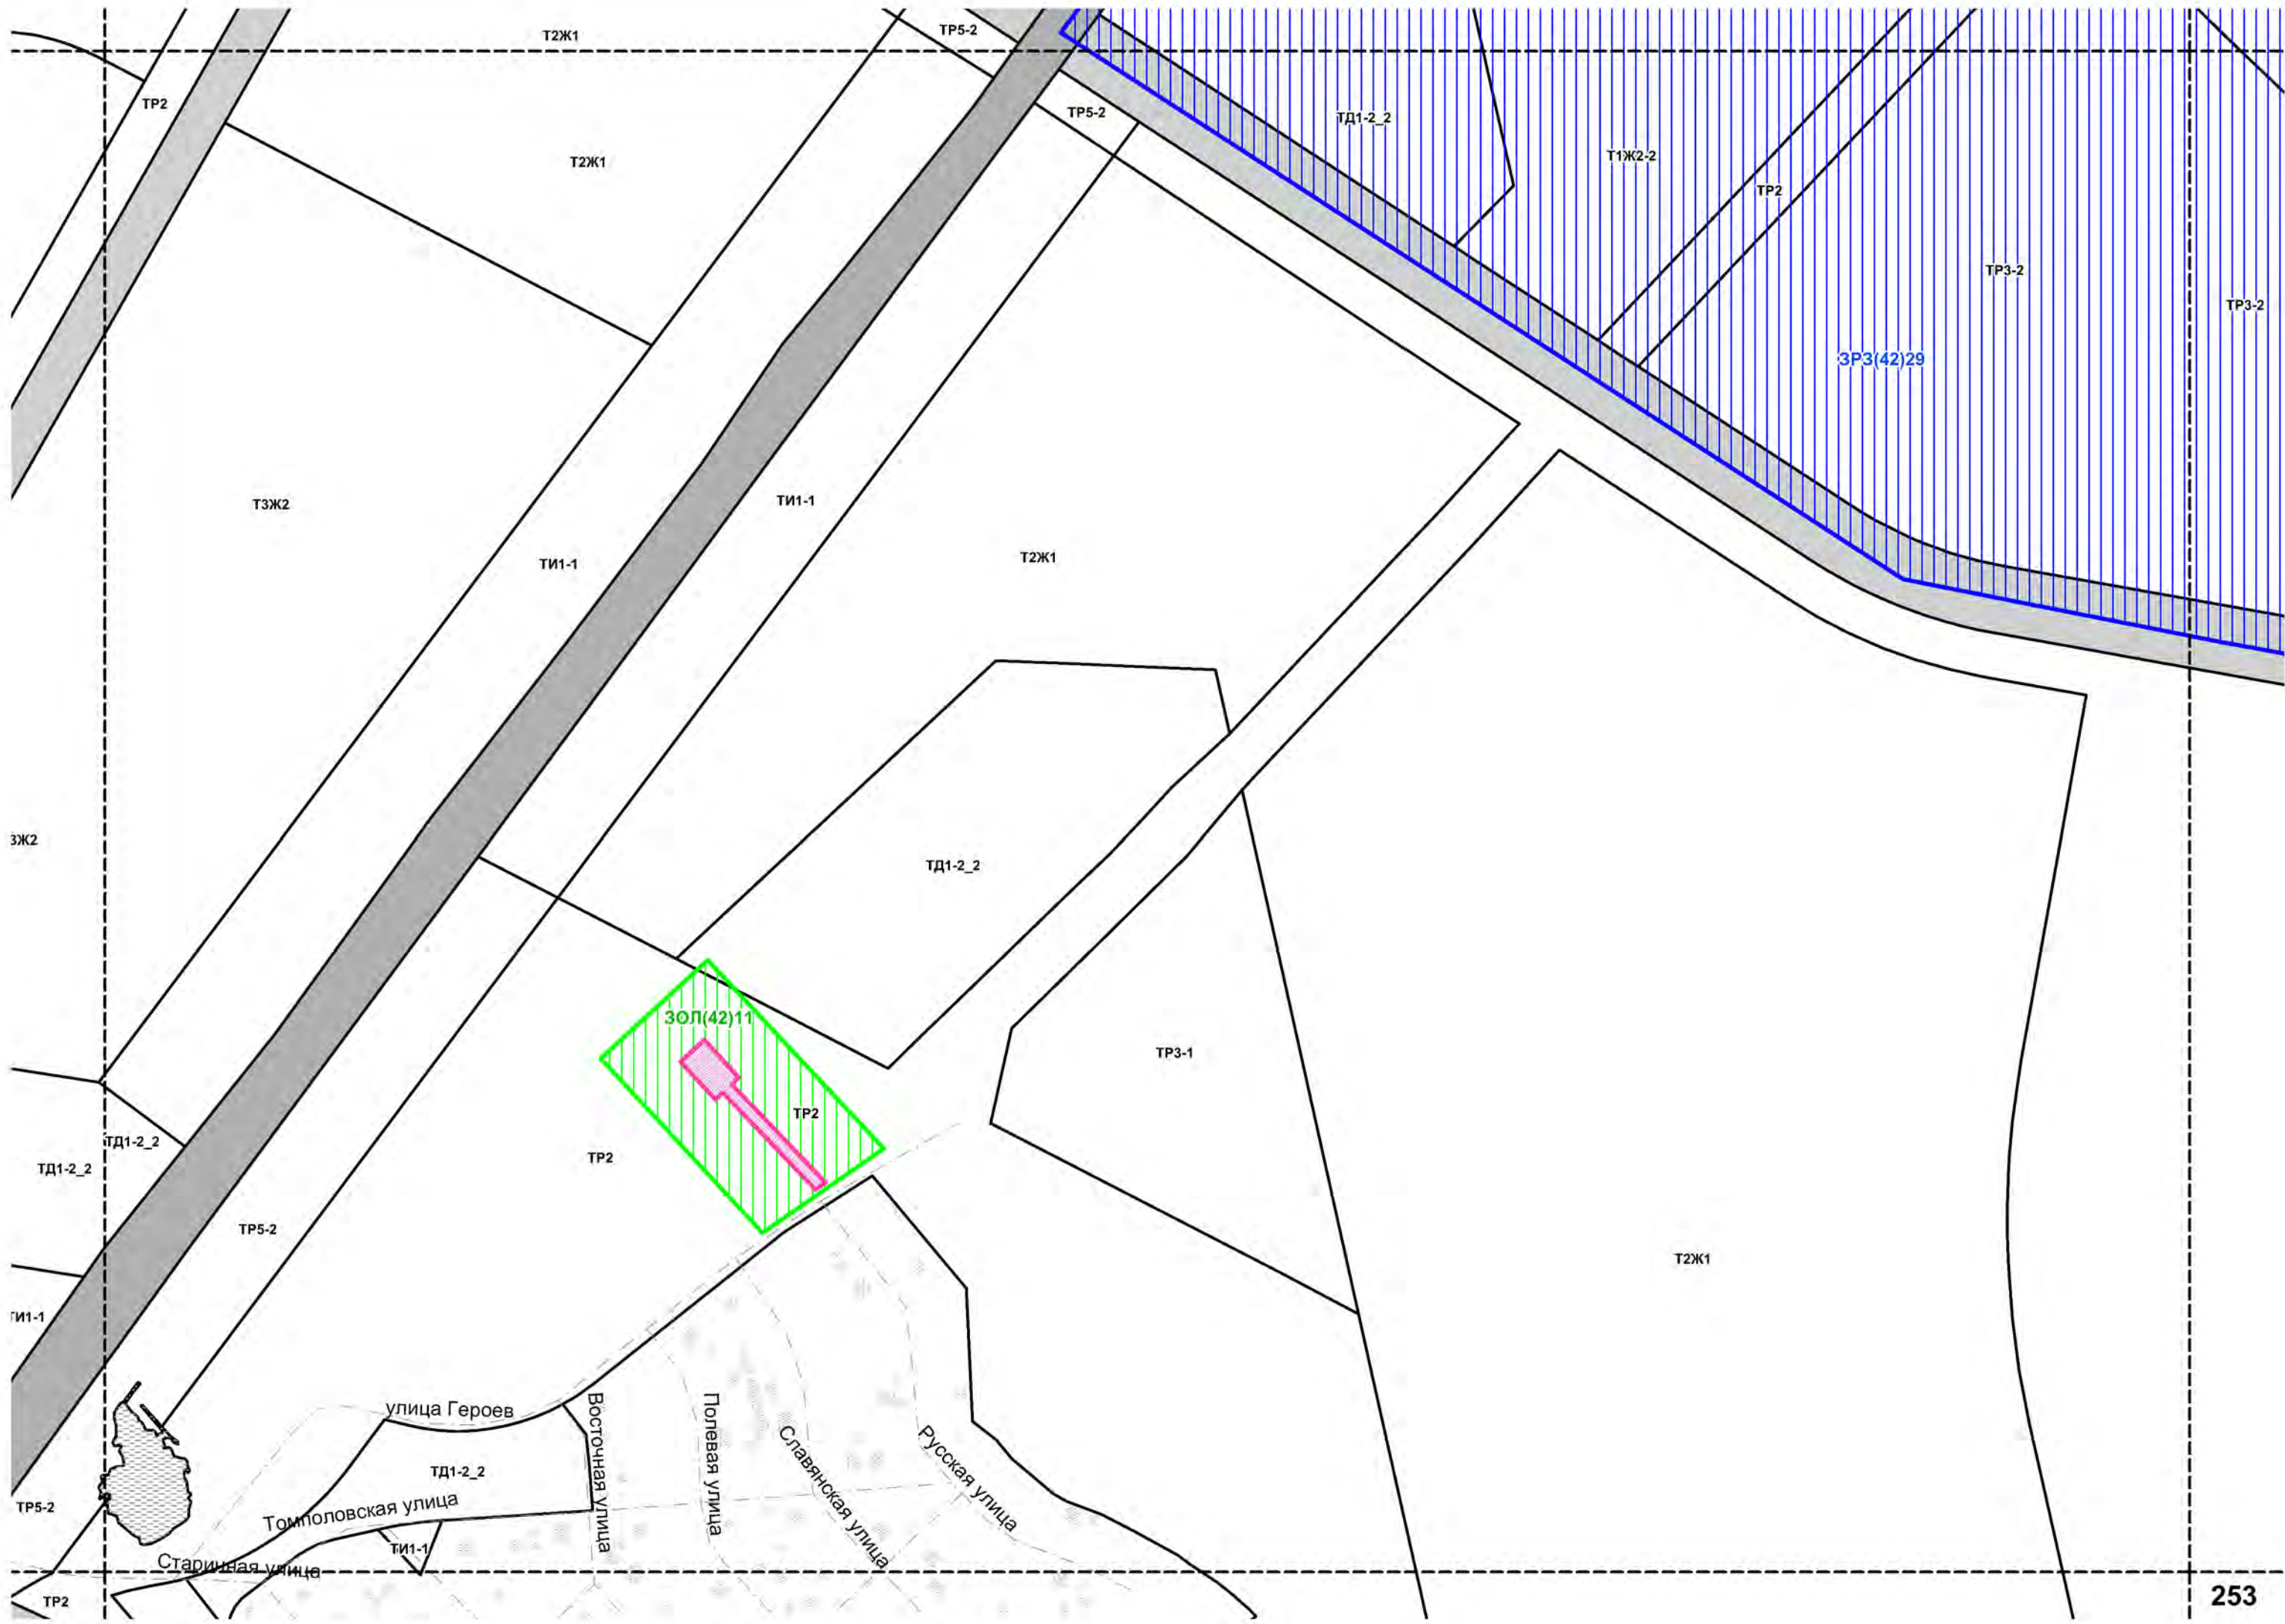 Т2Ж1
ТР5-2
ТР2
ТР5-2
ТД1-2_2
Т2Ж1
Т1Ж2-2
ТР2
ТР3-2
ТР3-2
ЗРЗ(42)29
Т3Ж2
ТИ1-1
ТИ1-1
Т2Ж1
3Ж2
ТД1-2_2
ЗОЛ(42)11
ТР3-1
ТР2
ТД1-2_2
ТД1-2_2
ТР2
ТР5-2
Т2Ж1
ТИ1-1
улица Героев
Восточная улица
Полевая улица
Славянская улица
Русская улица
ТД1-2_2
ТР5-2
Томполовская улица
ТИ1-1
Старичная улица
ТР2
253